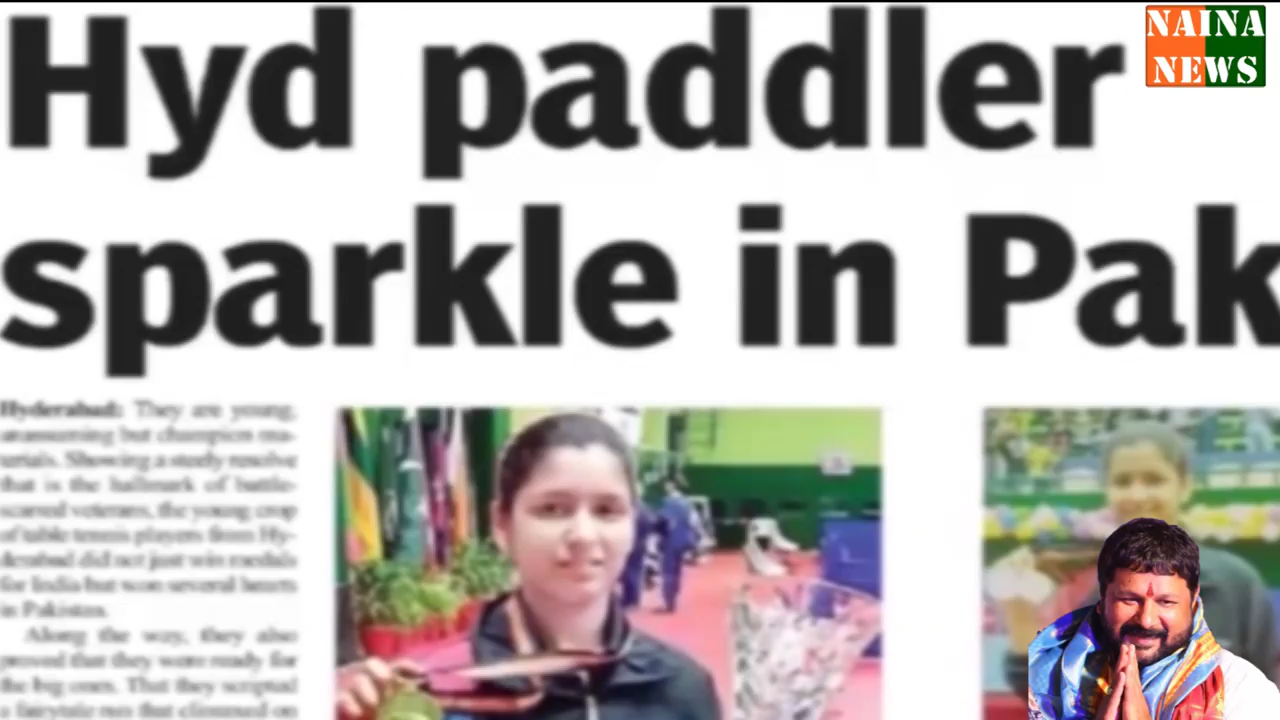 Hyd paddler
sparkle in Pak
NAINA
NEWS
Hyderabad: They are young,
unassuming but champion ma-
terials. Showing a steely resolve
that is the hallmark of battle-
scarred veterans, the young crop
of table tennis players from Hy-
derabad did not just win medals
for India but won several hearts
in Pakistan.
Along the way, they also
proved that they were ready for
the big ones. That they scripted
a fairytale run that climaxed on